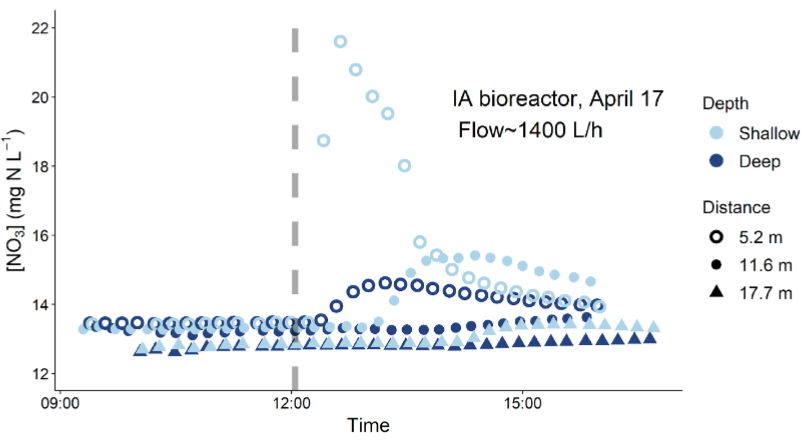 22
20
18
16
14
12
[NO₃] (mg N L⁻¹)
09:00
12:00
15:00
Time
IA bioreactor, April 17
Flow~1400 L/h
Depth
Shallow
Deep
Distance
5.2 m
11.6 m
17.7 m